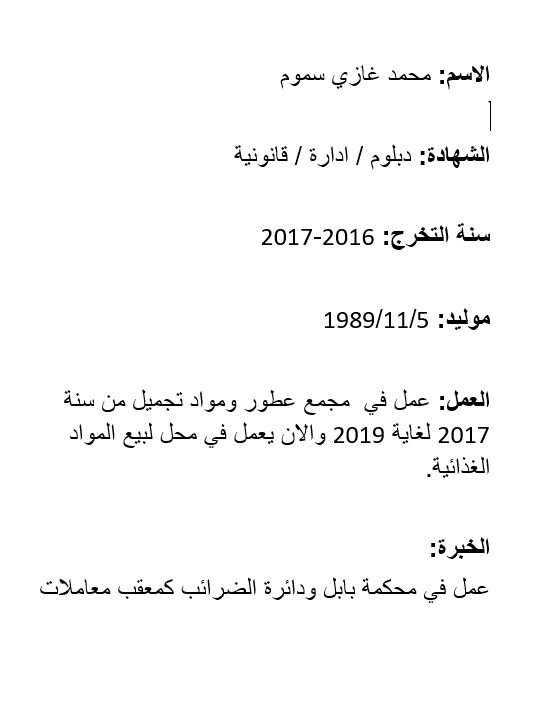 الاسم: محمد غازي سموم
الشهادة: دبلوم / ادارة / قانونية
سنة التخرج: 2016-2017
موليد: 1989/11/5
العمل: عمل في  مجمع عطور ومواد تجميل من سنة
2017 لغاية 2019 والان يعمل في محل لبيع المواد
الغذائية.
الخبرة:
عمل في محكمة بابل ودائرة الضرائب كمعقب معاملات